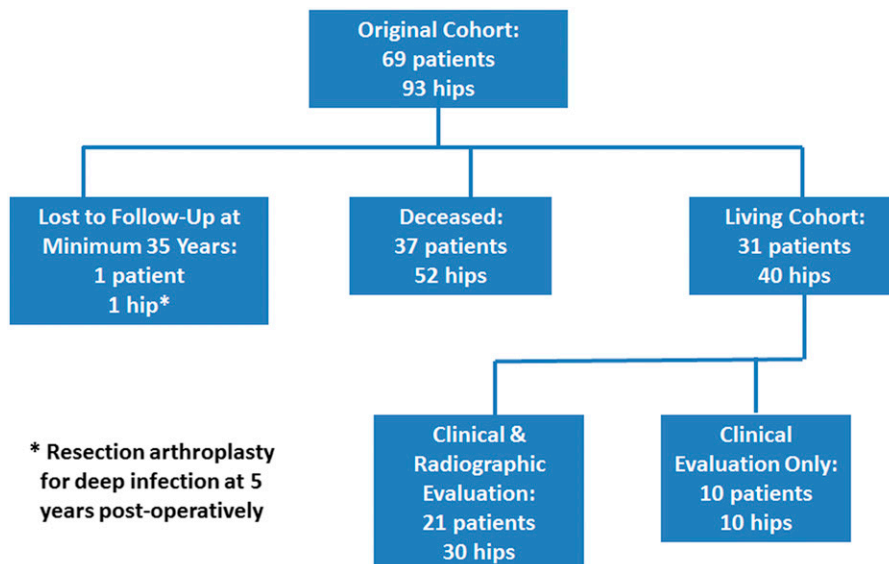 Original Cohort:
69 patients
93 hips
Lost to Follow-Up at
Minimum 35 Years:
1 patient
1 hip*
Deceased:
37 patients
52 hips
Living Cohort:
31 patients
40 hips
* Resection arthroplasty
for deep infection at 5
years post-operatively
Clinical &
Radiographic
Evaluation:
21 patients
30 hips
Clinical
Evaluation Only:
10 patients
10 hips